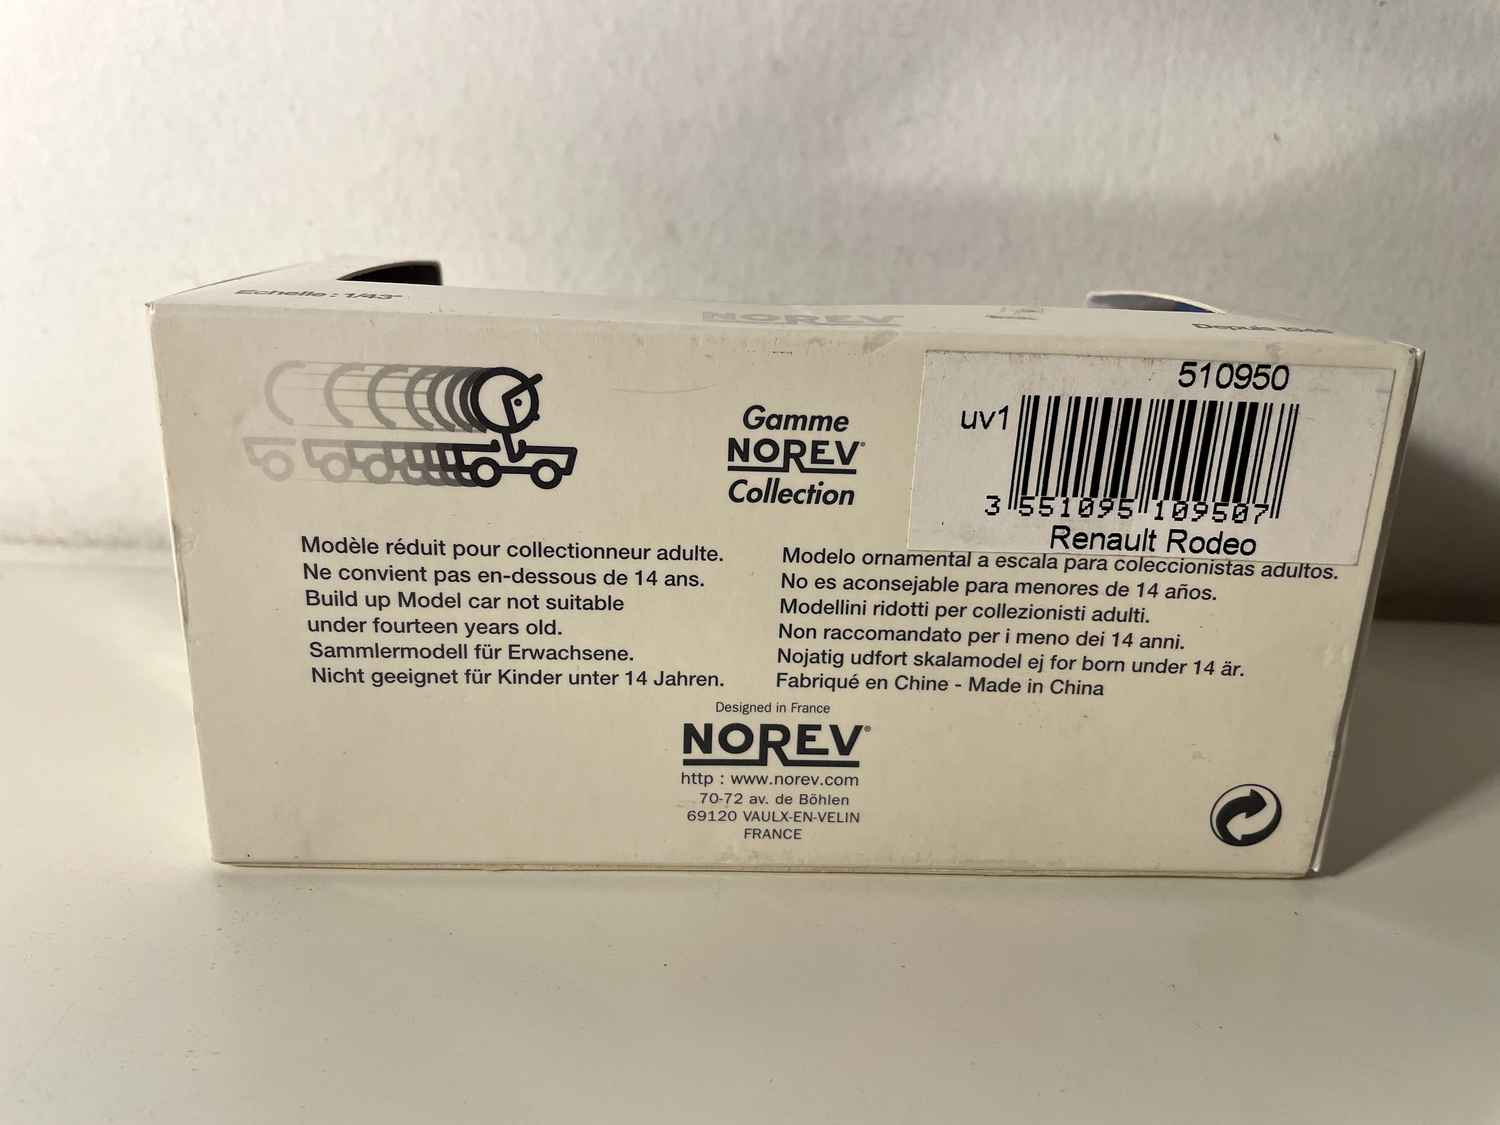 Echelle : 1/43°
NOREV
Depuis 1946
Gamme
NOREV®
Collection
510950
uv1
3 551095 109507
Renault Rodeo
Modèle réduit pour collectionneur adulte.
Ne convient pas en-dessous de 14 ans.
Build up Model car not suitable
under fourteen years old.
Sammlermodell für Erwachsene.
Nicht geeignet für Kinder unter 14 Jahren.
Modelo ornamental a escala para coleccionistas adultos.
No es aconsejable para menores de 14 años.
Modellini ridotti per collezionisti adulti.
Non raccomandato per i meno dei 14 anni.
Nojatig udfort skalamodel ej for born under 14 är.
Fabriqué en Chine - Made in China
Designed in France
NOREV®
http : www.norev.com
70-72 av. de Böhlen
69120 VAULX-EN-VELIN
FRANCE